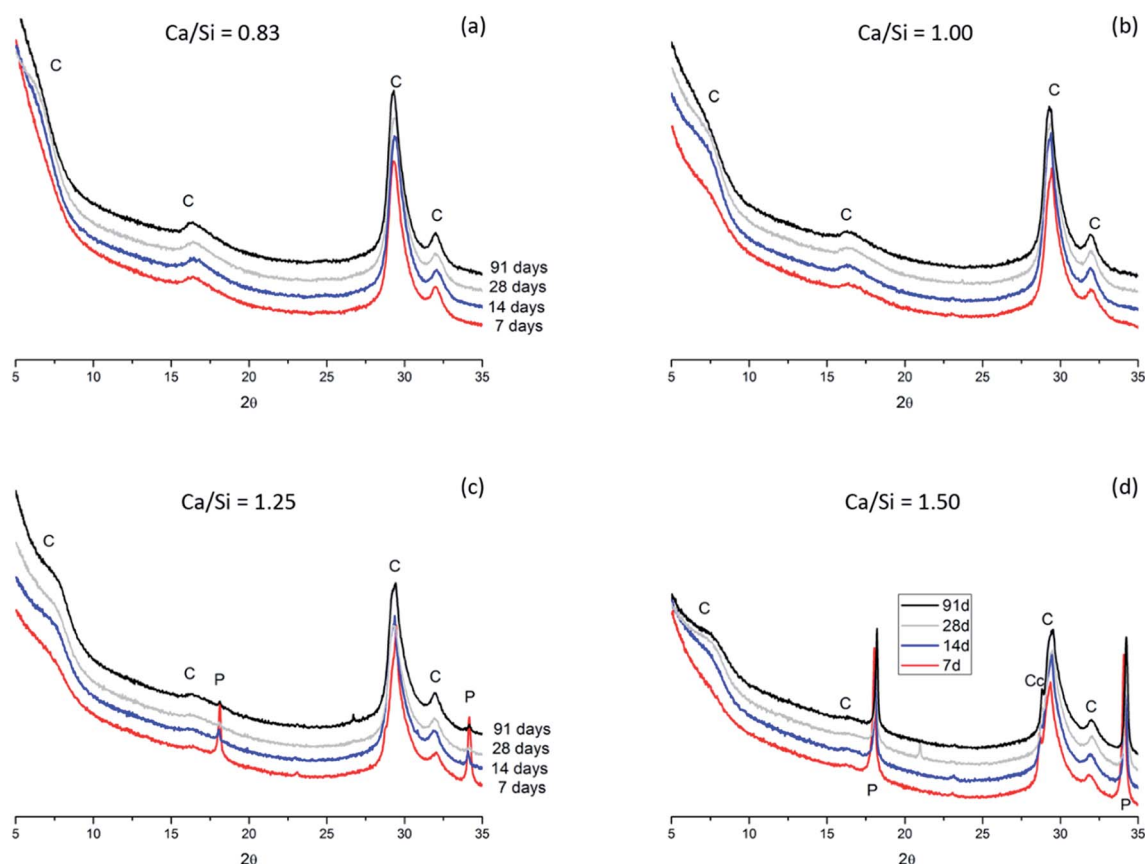 Ca/Si = 0.83
(a)
C
C
C
C
91 days
28 days
14 days
7 days
5 10 15 20 25 30 35
2θ
Ca/Si = 1.00
(b)
C
C
C
C
5 10 15 20 25 30 35
2θ
Ca/Si = 1.25
(c)
C
C
C
P
C
P
91 days
28 days
14 days
7 days
5 10 15 20 25 30 35
2θ
Ca/Si = 1.50
(d)
91d
28d
14d
7d
C
C
Cc
C
C
P
P
5 10 15 20 25 30 35
2θ